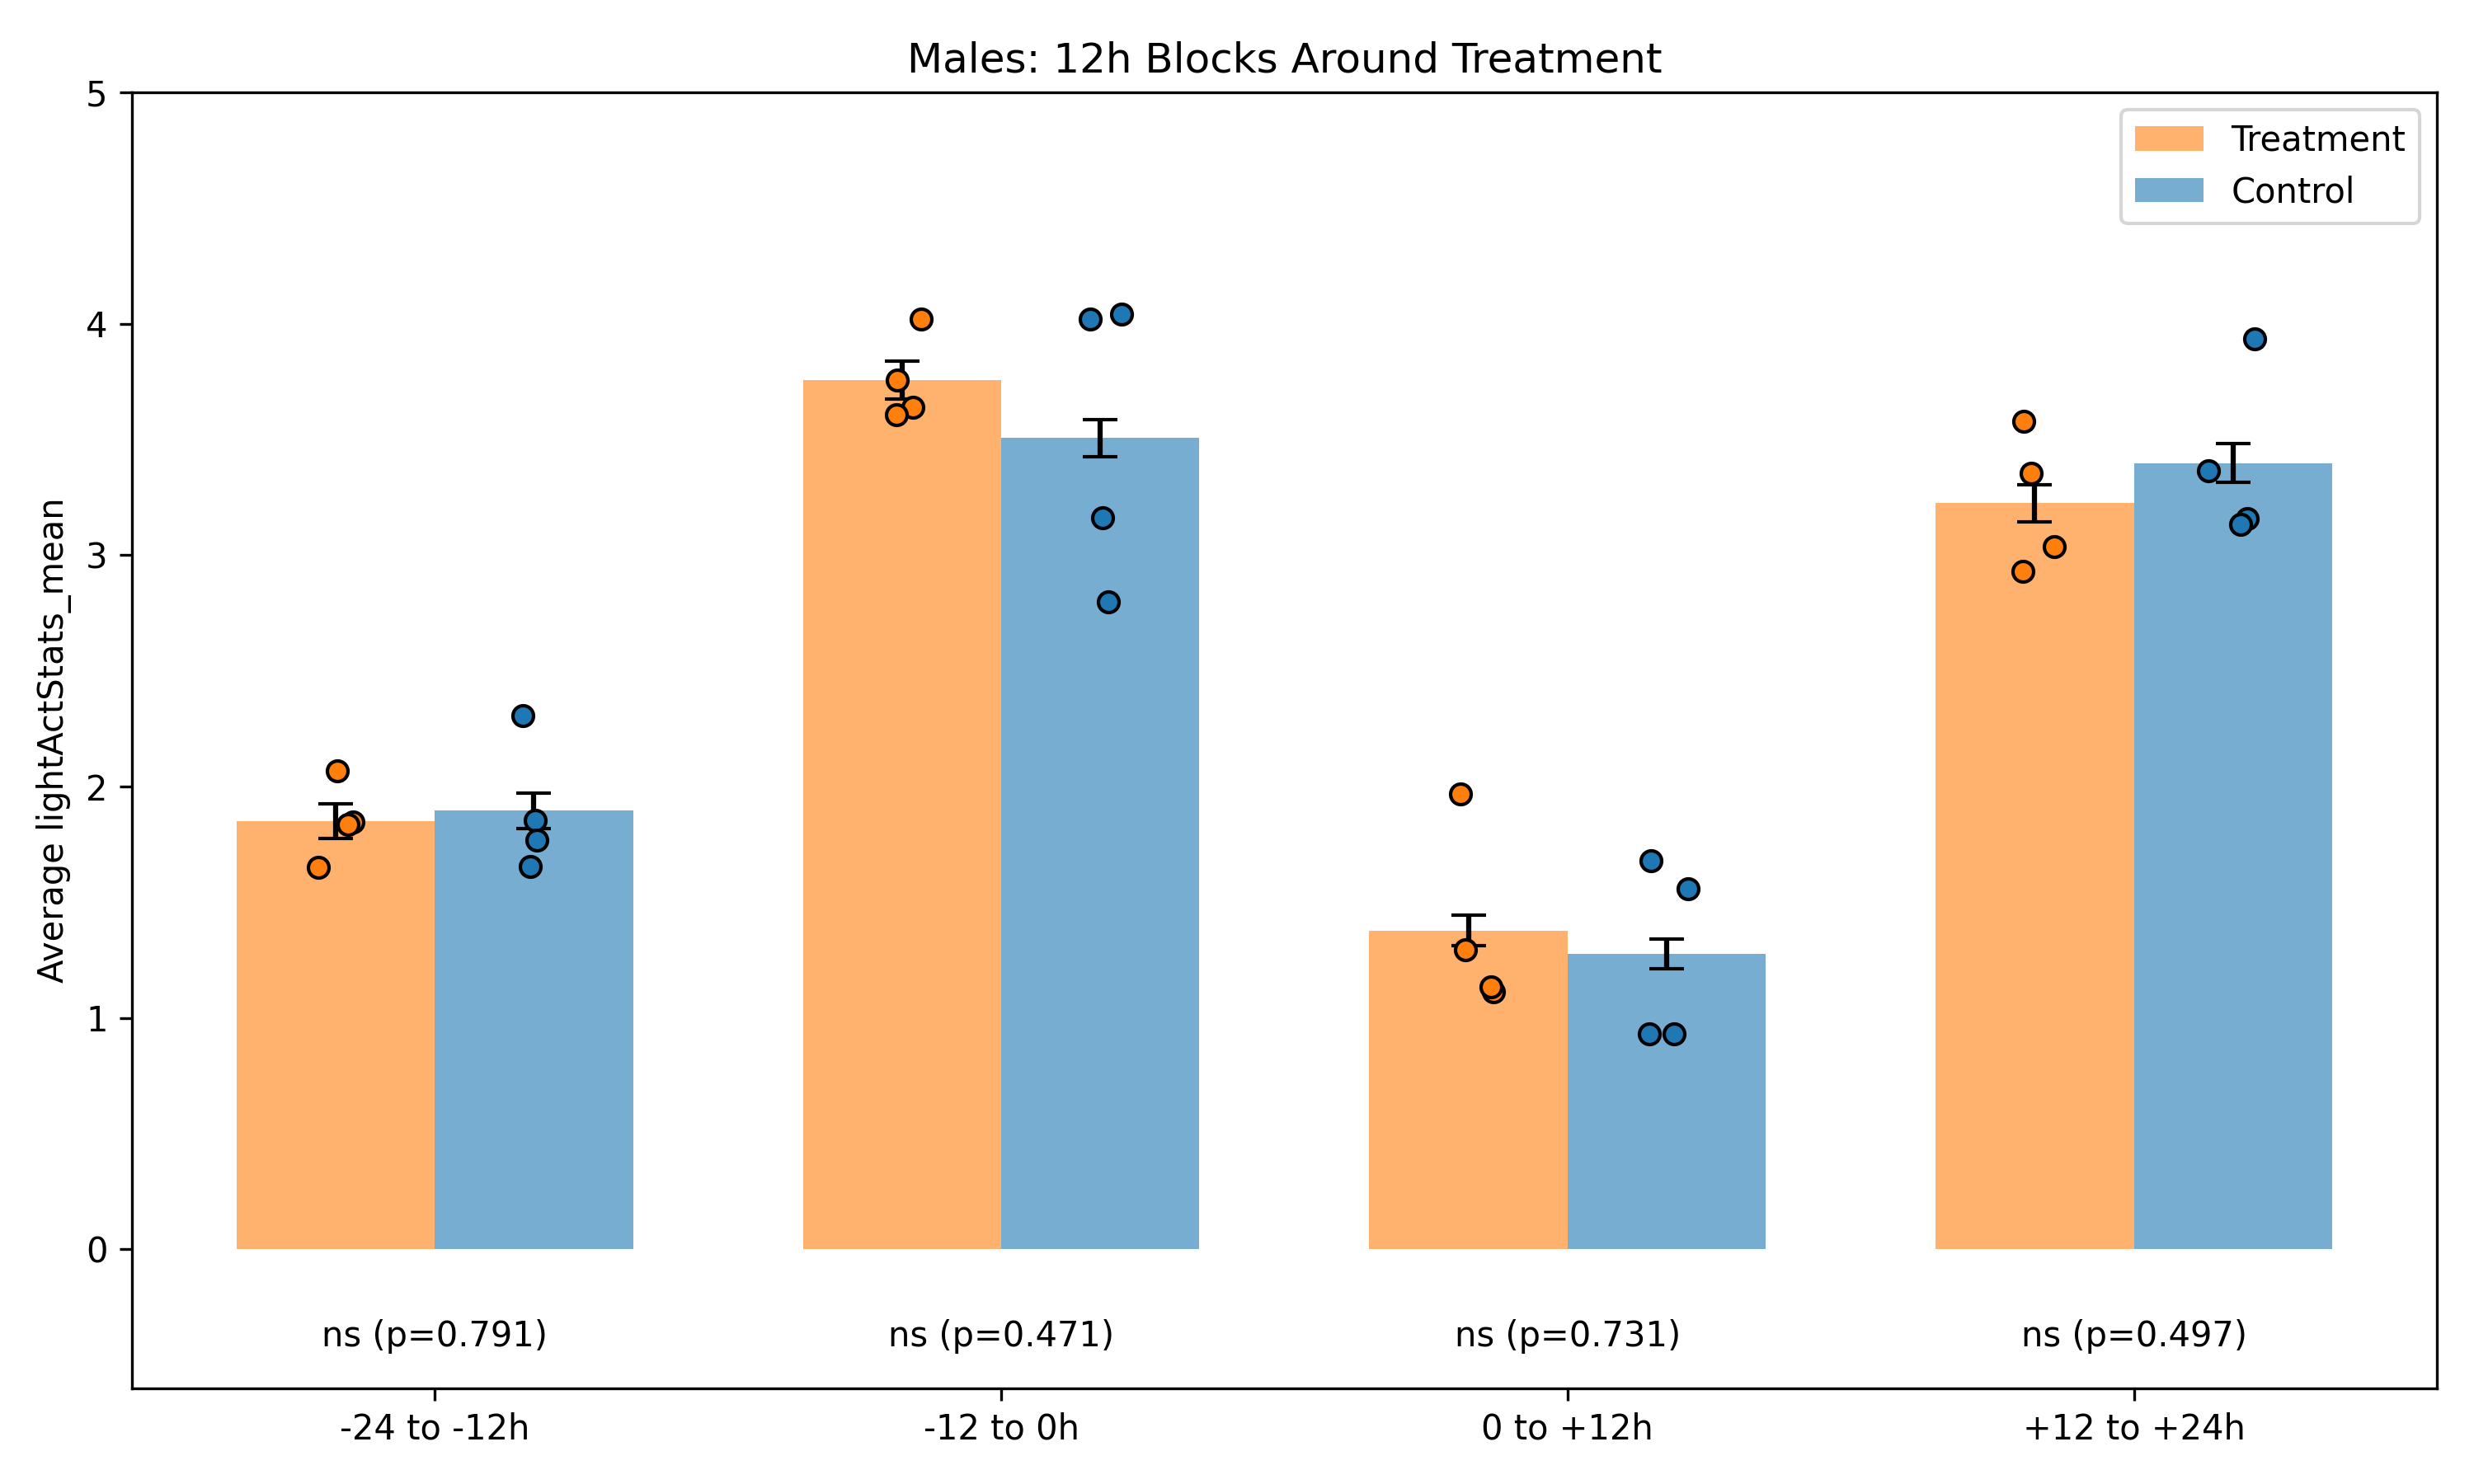 Males: 12h Blocks Around Treatment
Treatment
Control
Average lightActStats_mean
5
4
3
2
1
0
ns (p=0.791)
ns (p=0.471)
ns (p=0.731)
ns (p=0.497)
-24 to -12h
-12 to 0h
0 to +12h
+12 to +24h